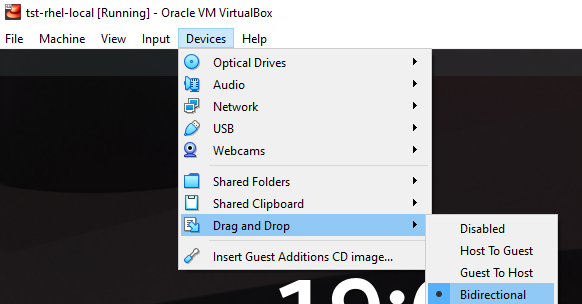 tst-rhel-local [Running] - Oracle VM VirtualBox
File Machine View Input Devices Help
Optical Drives
Audio
Network
USB
Webcams
Shared Folders
Shared Clipboard
Drag and Drop
Insert Guest Additions CD image...
Disabled
Host To Guest
Guest To Host
Bidirectional